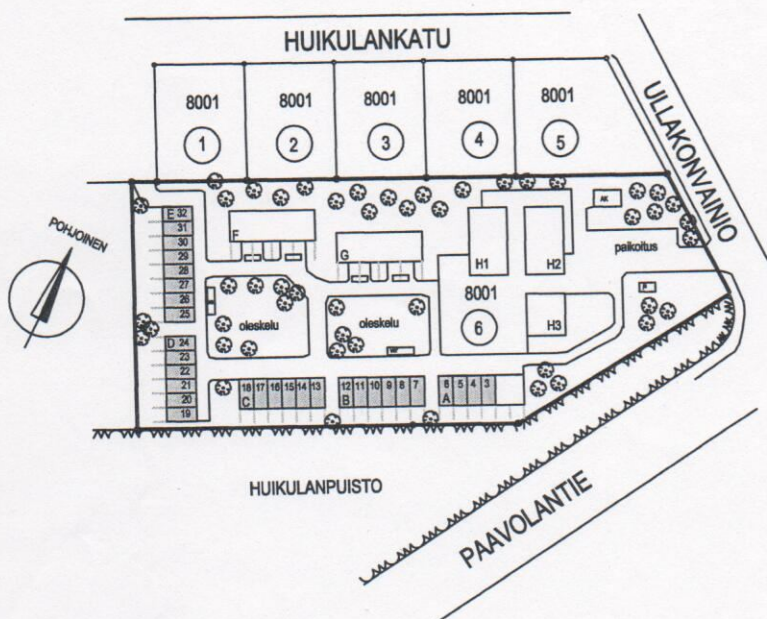 HUIKULANKATU
ULLAKONVAINIO
8001
1
8001
2
8001
3
8001
4
8001
5
POHJOINEN
E 32
31
30
29
28
27
26
25
D 24
23
22
21
20
19
F
G
H1
H2
H3
AK
paikoitus
P
8001
6
oleskelu
oleskelu
18 17 16 15 14 13
C
12 11 10 9 8 7
B
6 5 4 3
A
HUIKULANPUISTO
PAAVOLANTIE